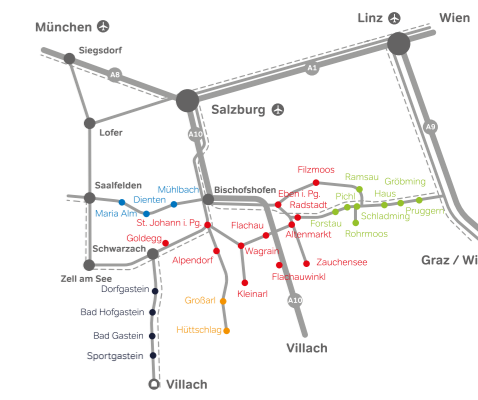 Linz
Wien
München
Siegsdorf
A8
A1
Salzburg
Lofer
A10
A9
Filzmoos
Ramsau
Gröbming
Saalfelden
Mühlbach
Bischofshofen
Eben i. Pg.
Pichl
Haus
Dienten
Radstadt
Maria Alm
Schladming
Pruggern
St. Johann i. Pg.
Flachau
Forstau
Goldegg
Altenmarkt
Rohrmoos
Schwarzach
Wagrain
Alpendorf
Zauchensee
Graz / Wi
Zell am See
Flachauwinkl
Dorfgastein
Kleinarl
Großarl
A10
Bad Hofgastein
Hüttschlag
Bad Gastein
Villach
Sportgastein
Villach